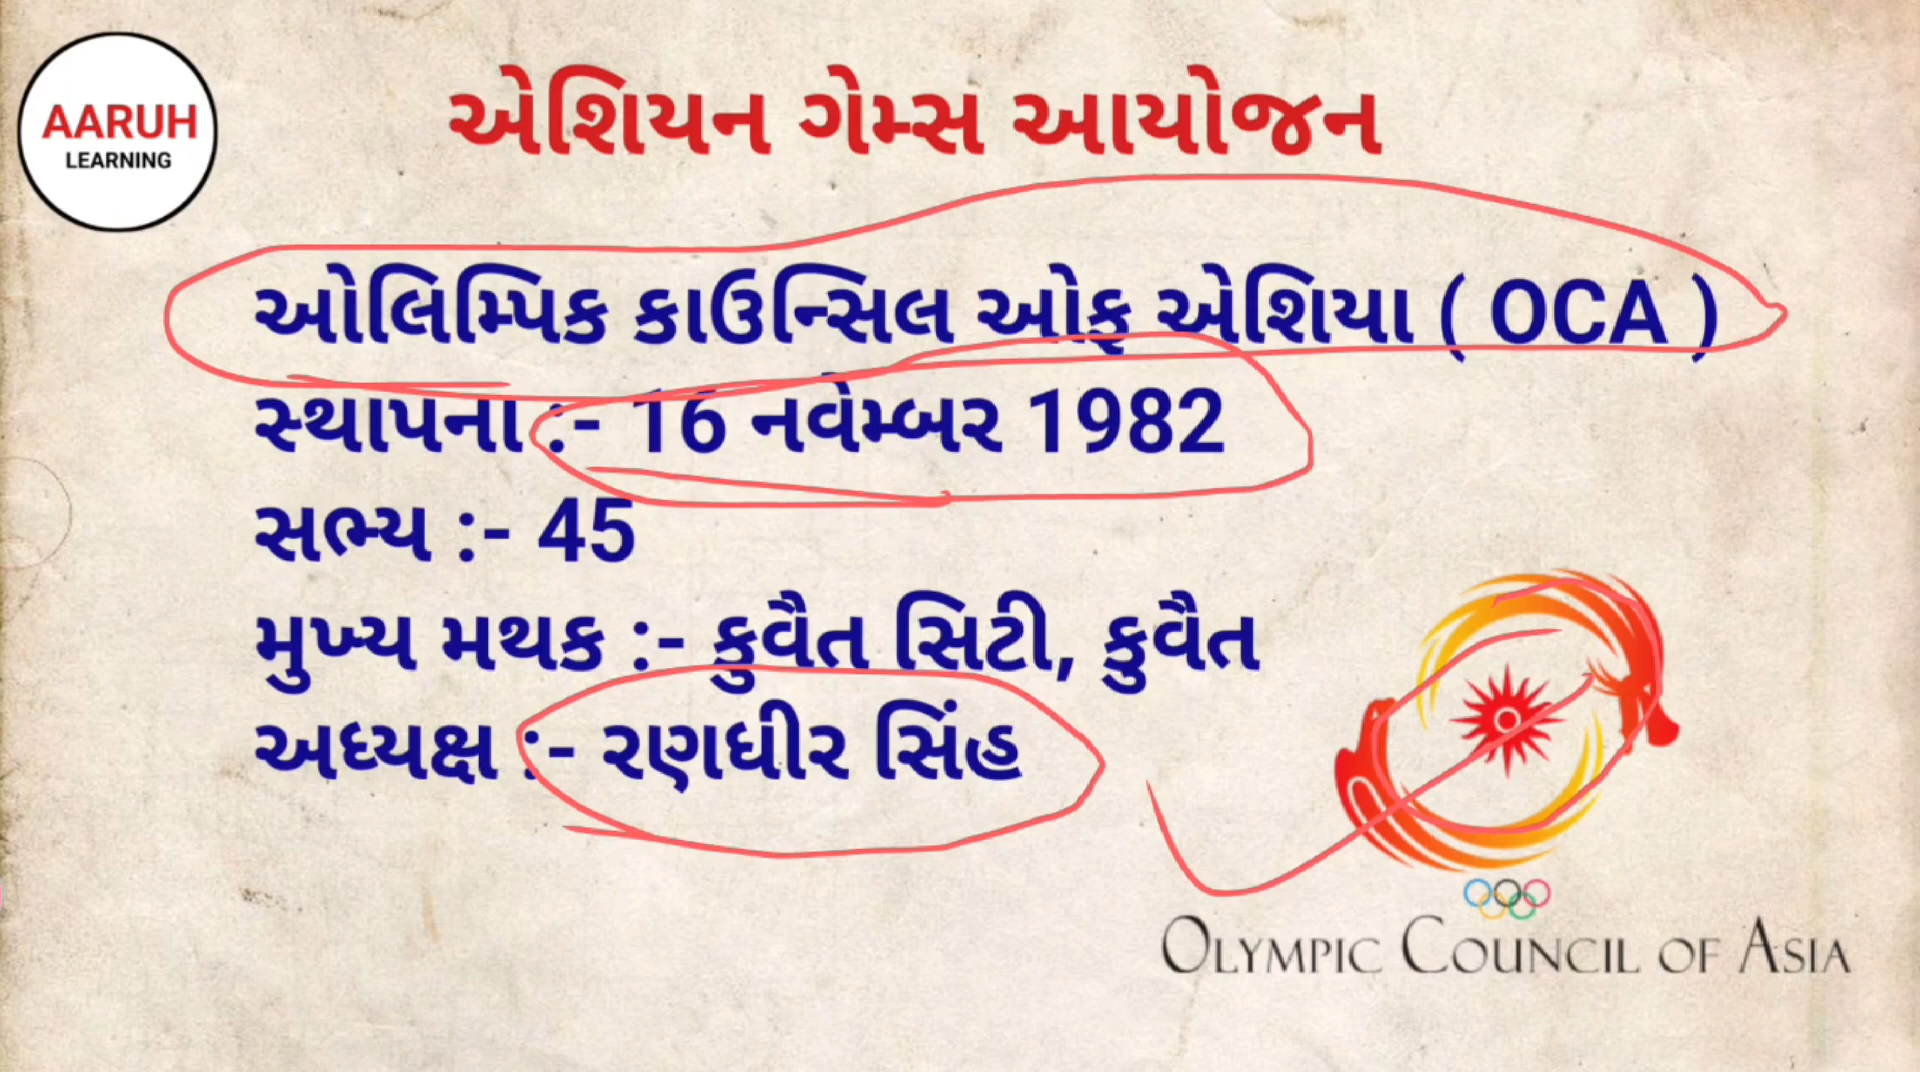 AARUH
LEARNING
એશિયન ગેમ્સ આયોજન
ઓલિમ્પિક કાઉન્સિલ ઓફ એશિયા ( OCA )
સ્થાપના :- 16 નવેમ્બર 1982
સભ્ય :- 45
મુખ્ય મથક :- કુવૈત સિટી, કુવૈત
અધ્યક્ષ :- રણધીર સિંહ
OLYMPIC COUNCIL OF ASIA